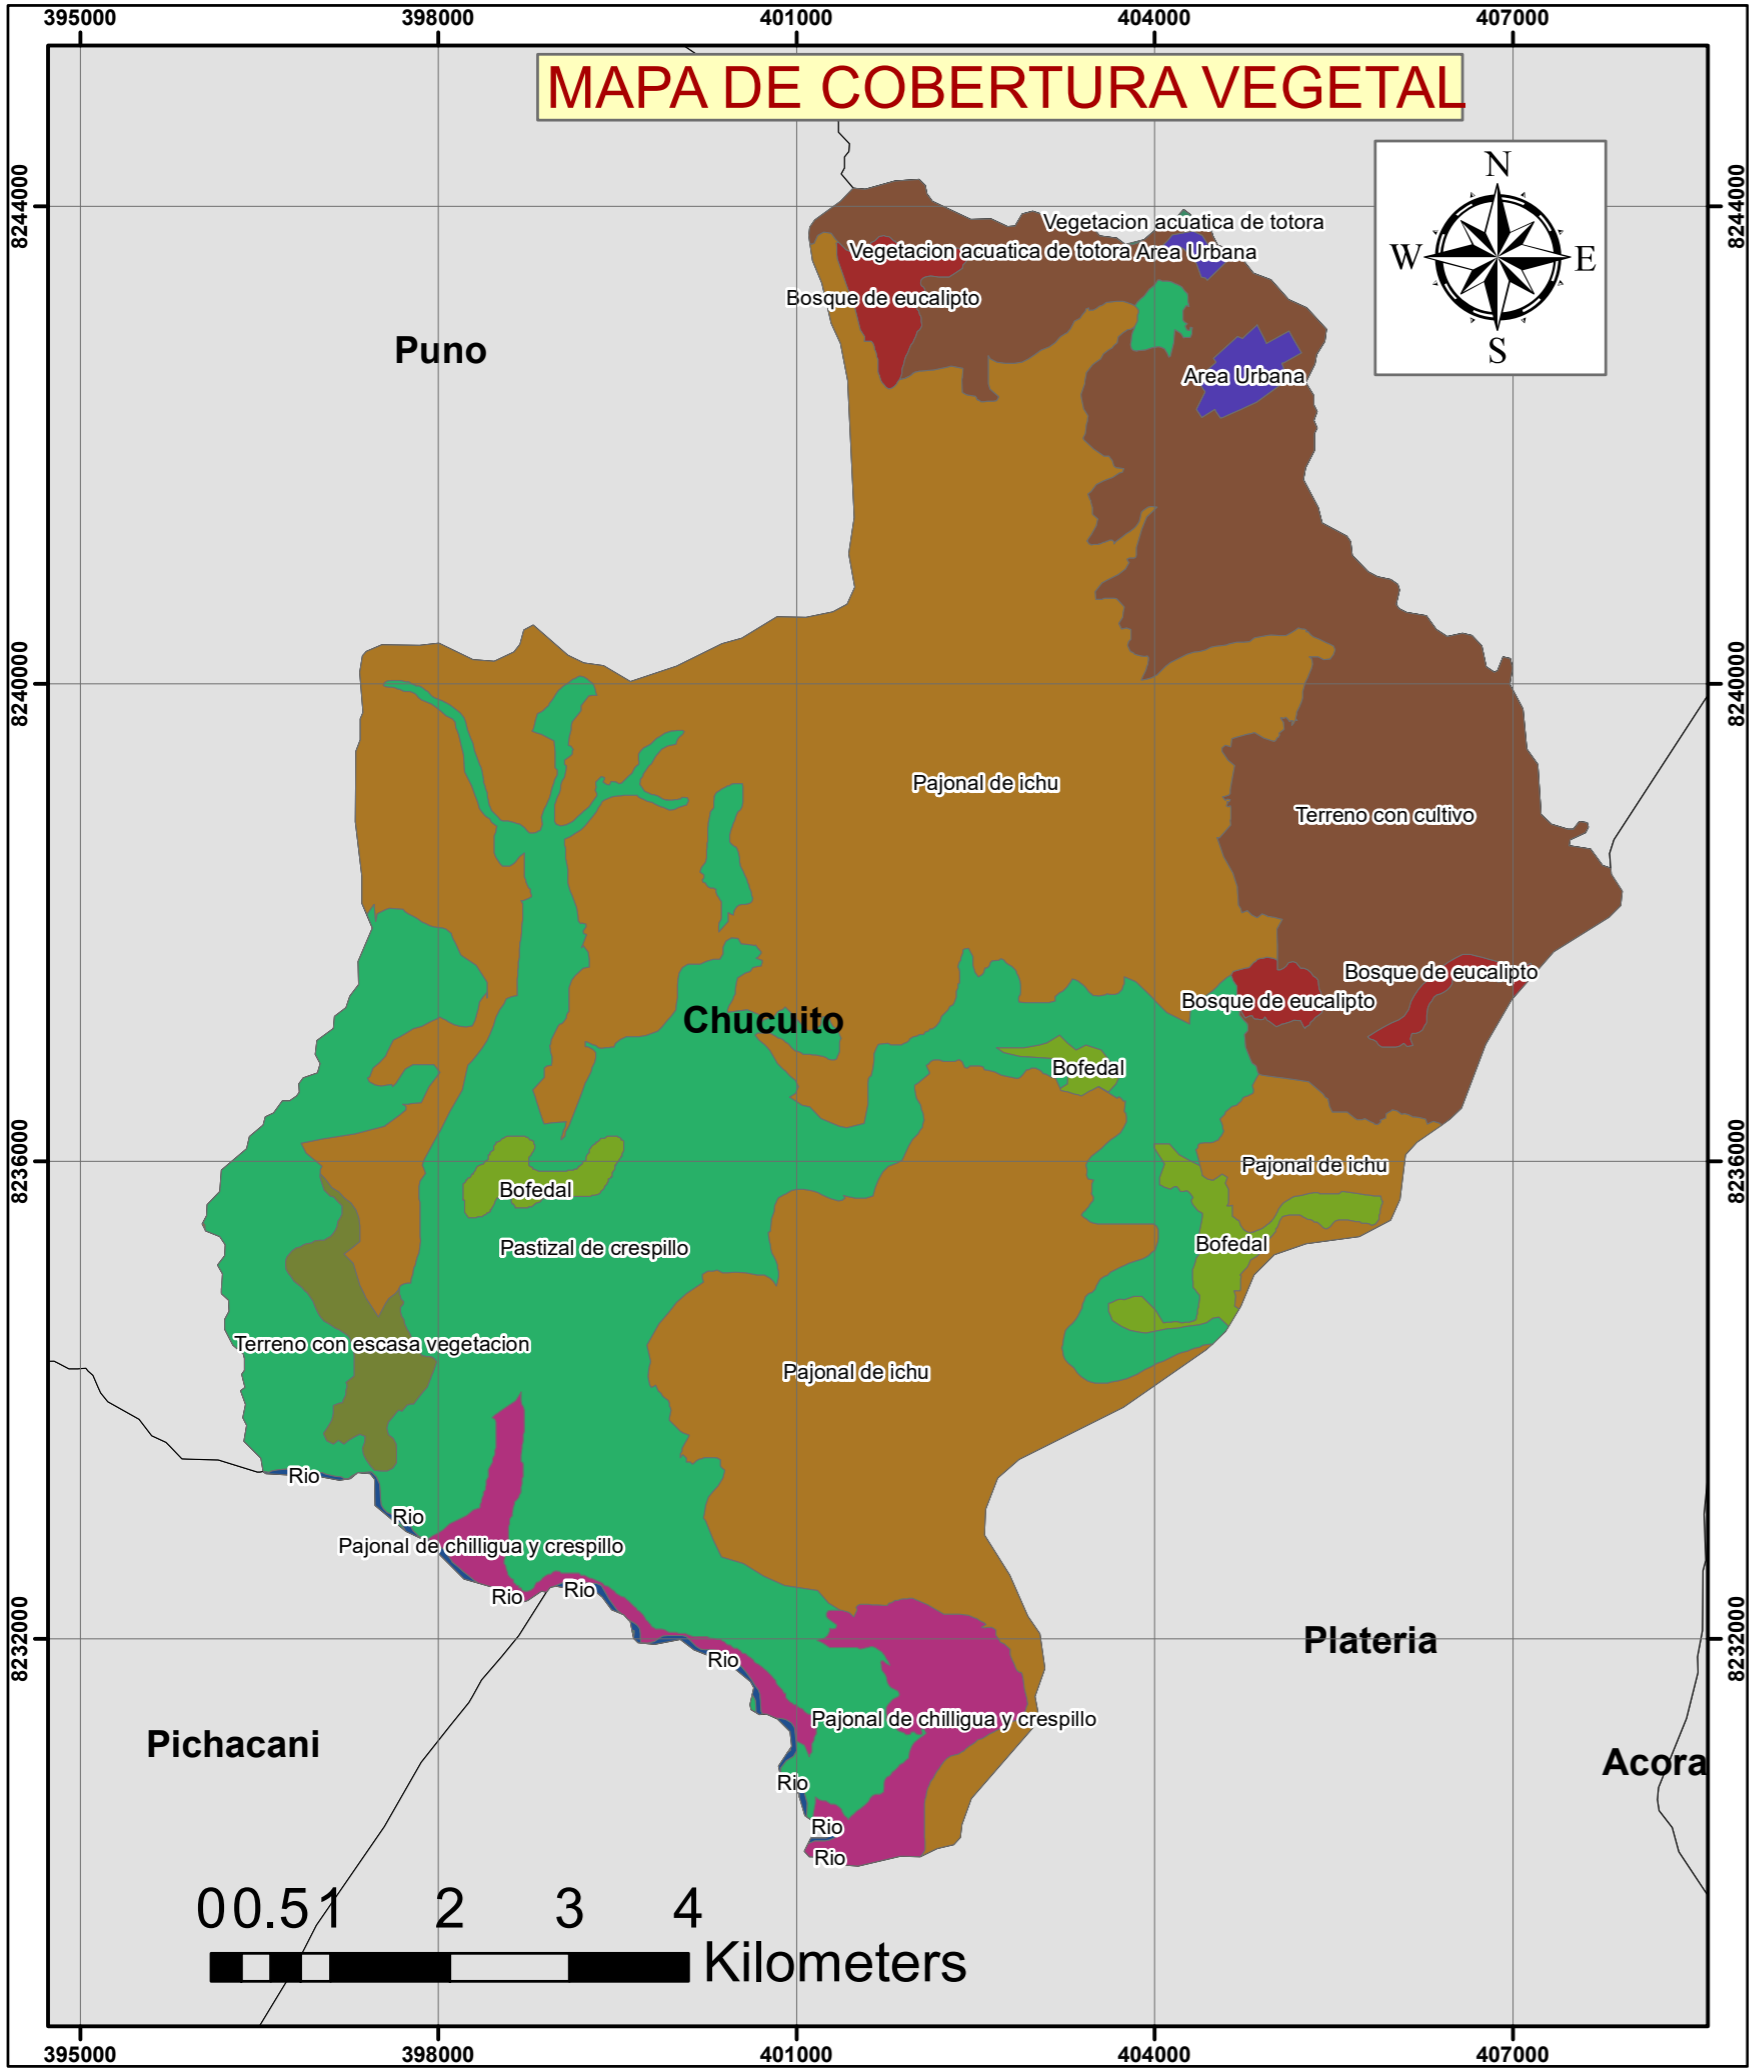 395000 398000 401000 404000 407000
MAPA DE COBERTURA VEGETAL
N
W E
S
8244000 8244000
Vegetacion acuatica de totora
Vegetacion acuatica de totora Area Urbana
Bosque de eucalipto
Puno
Area Urbana
8240000 8240000
Pajonal de ichu
Terreno con cultivo
Bosque de eucalipto
Bosque de eucalipto
Chucuito
Bofedal
8236000 8236000
Pajonal de ichu
Bofedal
Bofedal
Pastizal de crespillo
Terreno con escasa vegetacion
Pajonal de ichu
Rio
Rio
Pajonal de chilligua y crespillo
Rio
Rio
8232000 8232000
Plateria
Rio
Pajonal de chilligua y crespillo
Pichacani
Acora
Rio
Rio
Rio
0 0.5 1 2 3 4
Kilometers
395000 398000 401000 404000 407000